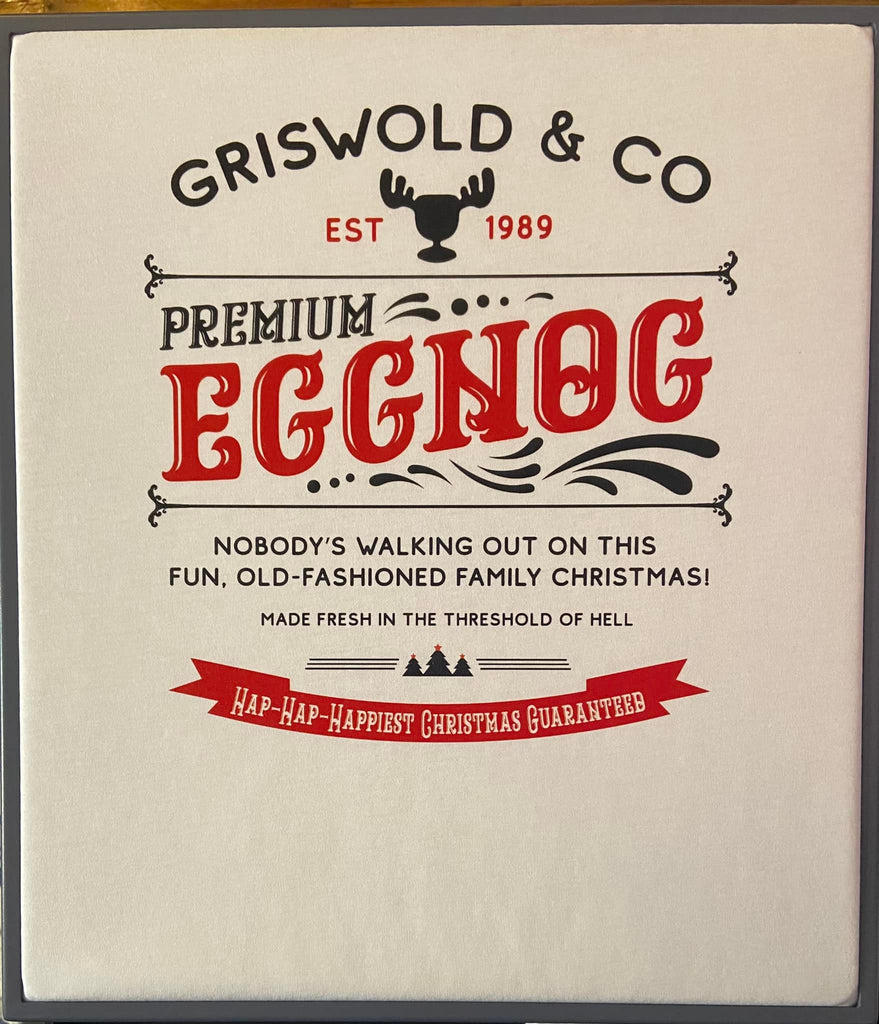 GRISWOLD & CO
EST 1989
PREMIUM
EGGNOG
NOBODY'S WALKING OUT ON THIS
FUN, OLD-FASHIONED FAMILY CHRISTMAS!
MADE FRESH IN THE THRESHOLD OF HELL
HAP-HAP-HAPPIEST CHRISTMAS GUARANTEED